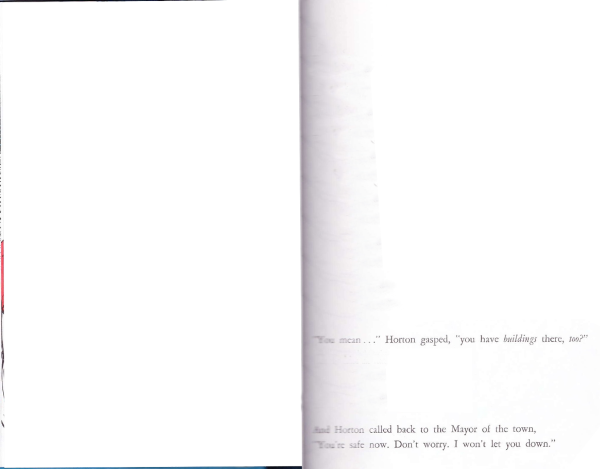 "You mean . . ." Horton gasped, "you have buildings there, too?"
And Horton called back to the Mayor of the town,
"You're safe now. Don't worry. I won't let you down."